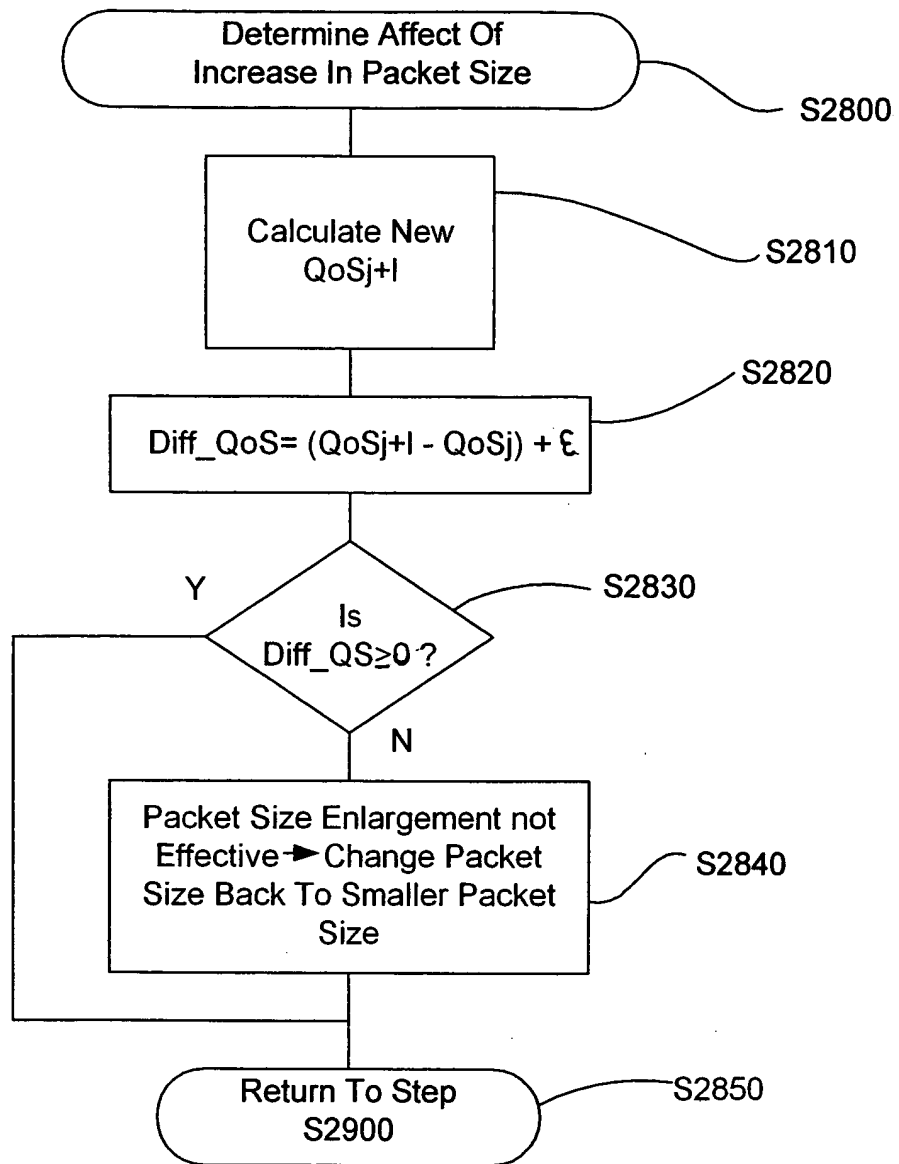 Determine Affect Of
Increase In Packet Size
S2800
Calculate New
QoSj+I
S2810
S2820
Diff_QoS= (QoSj+I - QoSj) + ℇ
Y
S2830
Is
Diff_QS≥0 ?
N
Packet Size Enlargement not
Effective→Change Packet
Size Back To Smaller Packet
Size
S2840
Return To Step
S2900
S2850